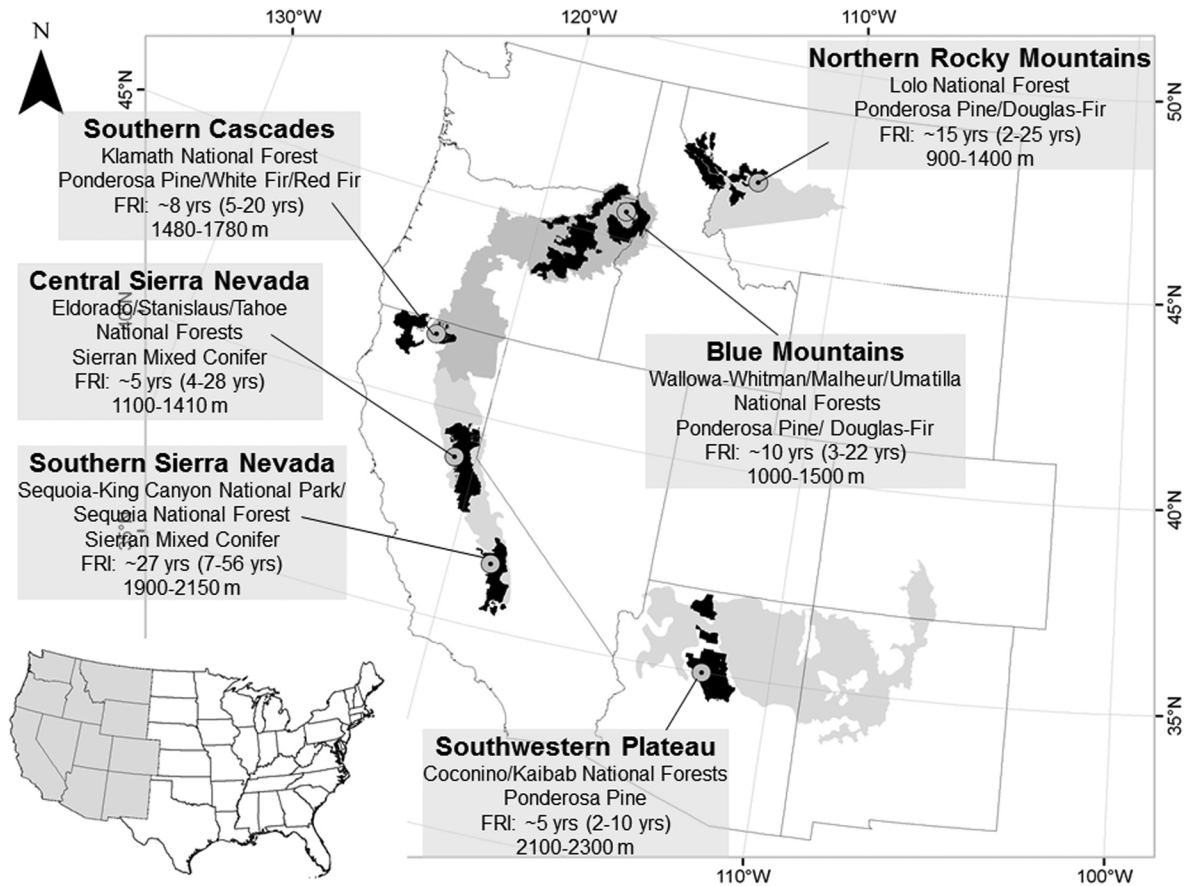 130°W
120°W
110°W
N
45°N
50°N
Northern Rocky Mountains
Lolo National Forest
Ponderosa Pine/Douglas-Fir
FRI: ~15 yrs (2-25 yrs)
900-1400 m
Southern Cascades
Klamath National Forest
Ponderosa Pine/White Fir/Red Fir
FRI: ~8 yrs (5-20 yrs)
1480-1780 m
Central Sierra Nevada
Eldorado/Stanislaus/Tahoe
National Forests
Sierran Mixed Conifer
FRI: ~5 yrs (4-28 yrs)
1100-1410 m
40°N
45°N
Blue Mountains
Wallowa-Whitman/Malheur/Umatilla
National Forests
Ponderosa Pine/ Douglas-Fir
FRI: ~10 yrs (3-22 yrs)
1000-1500 m
Southern Sierra Nevada
Sequoia-King Canyon National Park/
Sequoia National Forest
Sierran Mixed Conifer
FRI: ~27 yrs (7-56 yrs)
1900-2150 m
35°N
40°N
35°N
Southwestern Plateau
Coconino/Kaibab National Forests
Ponderosa Pine
FRI: ~5 yrs (2-10 yrs)
2100-2300 m
110°W
100°W